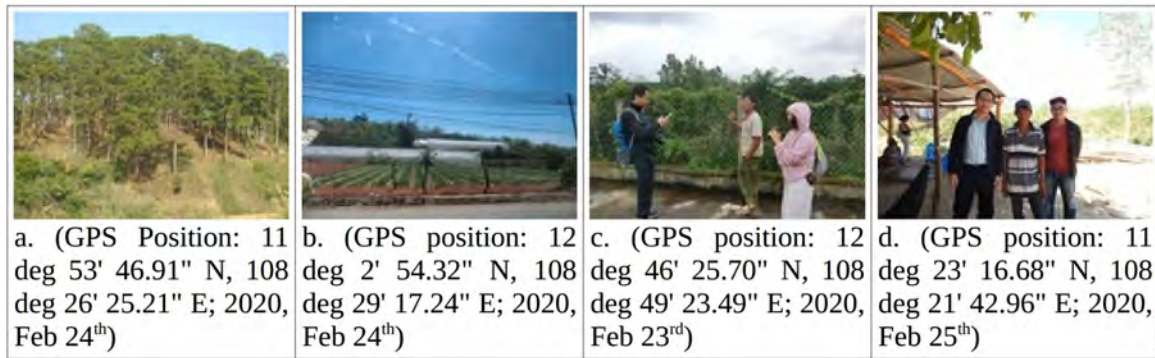 a. (GPS Position: 11
deg 53' 46.91" N, 108
deg 26' 25.21" E; 2020,
Feb 24th)
b. (GPS position: 12
deg 2' 54.32" N, 108
deg 29' 17.24" E; 2020,
Feb 24th)
c. (GPS position: 12
deg 46' 25.70" N, 108
deg 49' 23.49" E; 2020,
Feb 23rd)
d. (GPS position: 11
deg 23' 16.68" N, 108
deg 21' 42.96" E; 2020,
Feb 25th)